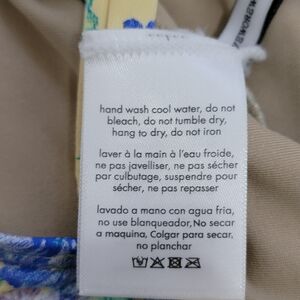 hand wash cool water, do not
bleach, do not tumble dry,
hang to dry, do not iron
laver à la main à l'eau froide,
ne pas javelliser, ne pas sécher
par culbutage, suspendre pour
sécher, ne pas repasser
lavado a mano con agua fria,
no use blanqueador, No secar
a maquina, Colgar para secar,
no planchar